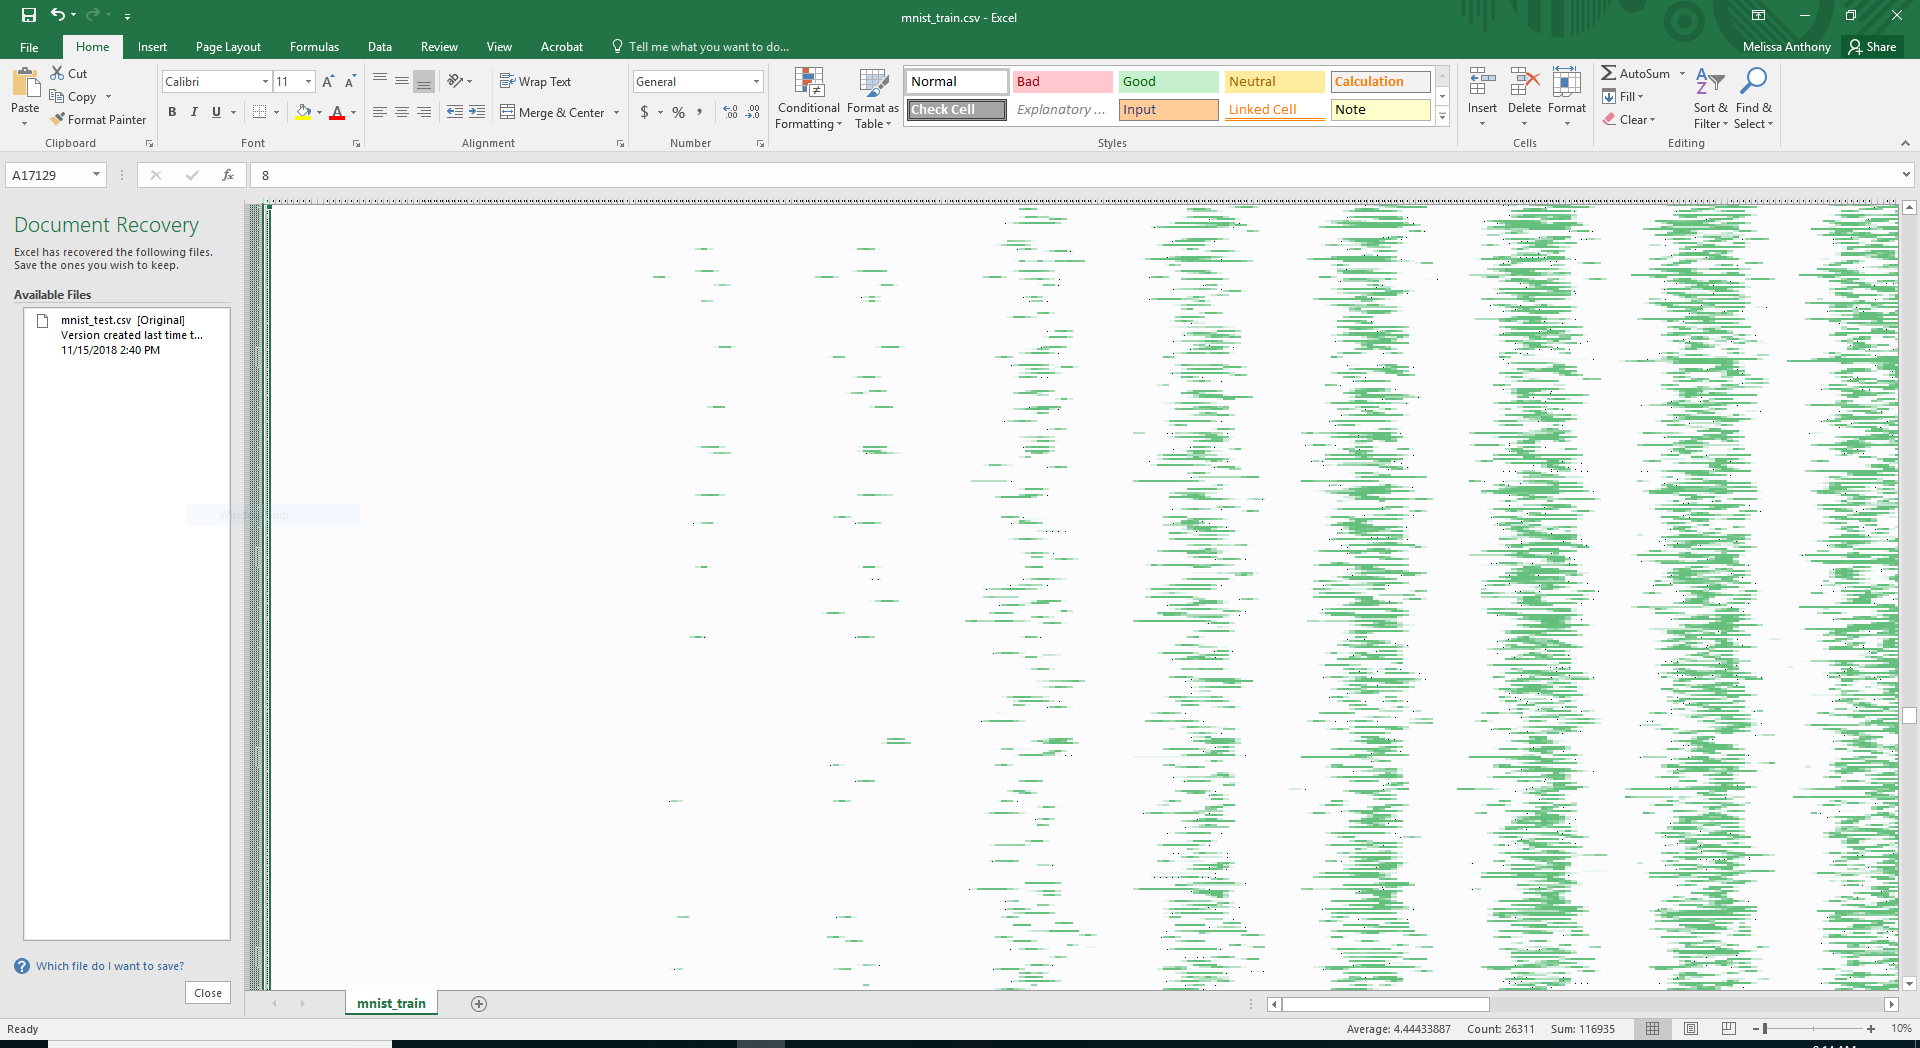 mnist_train.csv - Excel
File Home Insert Page Layout Formulas Data Review View Acrobat Tell me what you want to do... Melissa Anthony Share
Paste
Cut
Copy
Format Painter
Clipboard
Calibri 11
B I U
Font
Wrap Text
Merge & Center
Alignment
General
$ % ,
Number
Conditional Formatting
Format as Table
Normal Bad Good Neutral Calculation
Check Cell Explanatory ... Input Linked Cell Note
Styles
Insert Delete Format
Cells
AutoSum
Fill
Clear
Sort & Filter
Find & Select
Editing
A17129 fx 8
Document Recovery
Excel has recovered the following files.
Save the ones you wish to keep.
Available Files
mnist_test.csv [Original]
Version created last time t...
11/15/2018 2:40 PM
Which file do I want to save?
Close
mnist_train
Ready Average: 4.44433887 Count: 26311 Sum: 116935 10%